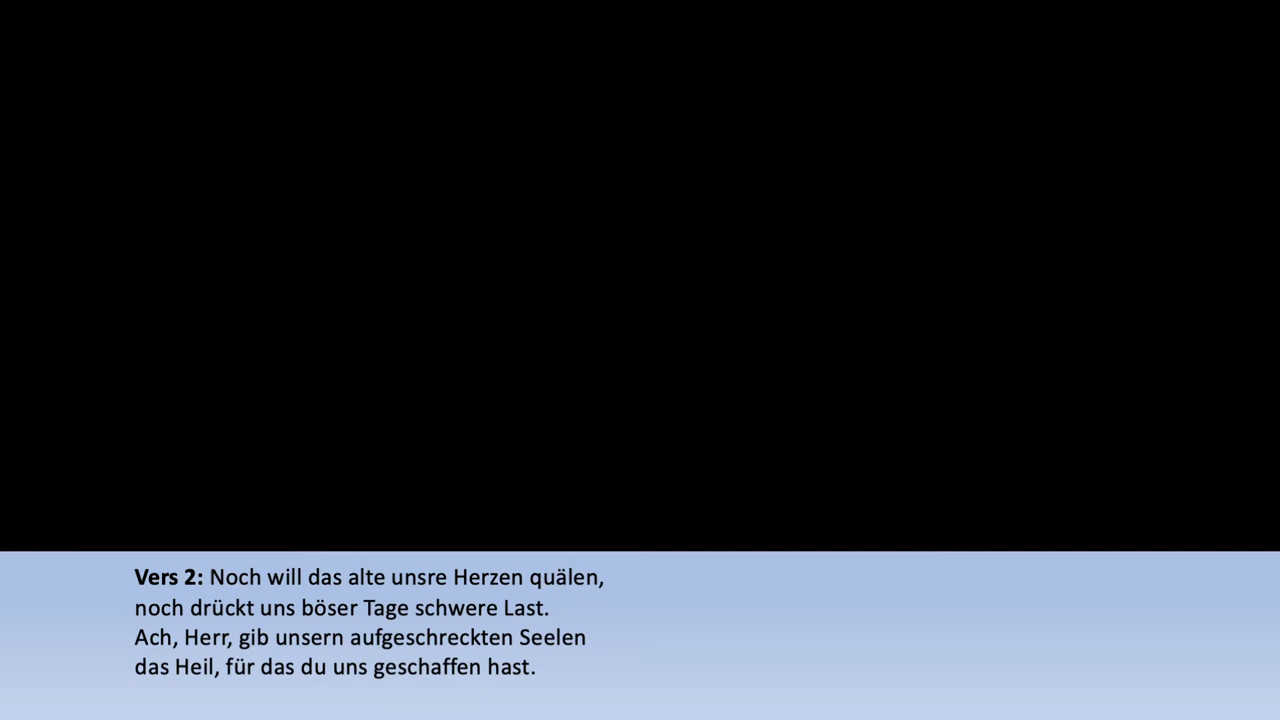 Vers 2: Noch will das alte unsre Herzen quälen,
noch drückt uns böser Tage schwere Last.
Ach, Herr, gib unsern aufgeschreckten Seelen
das Heil, für das du uns geschaffen hast.